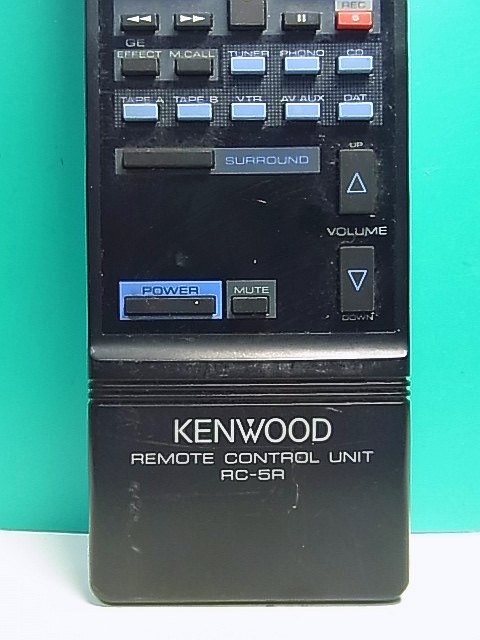 REC
GE
EFFECT M.CALL TUNER PHONO CD
TAPE A TAPE B VTR AV AUX DAT
SURROUND
UP
VOLUME
DOWN
POWER
MUTE
KENWOOD
REMOTE CONTROL UNIT
RC-5R